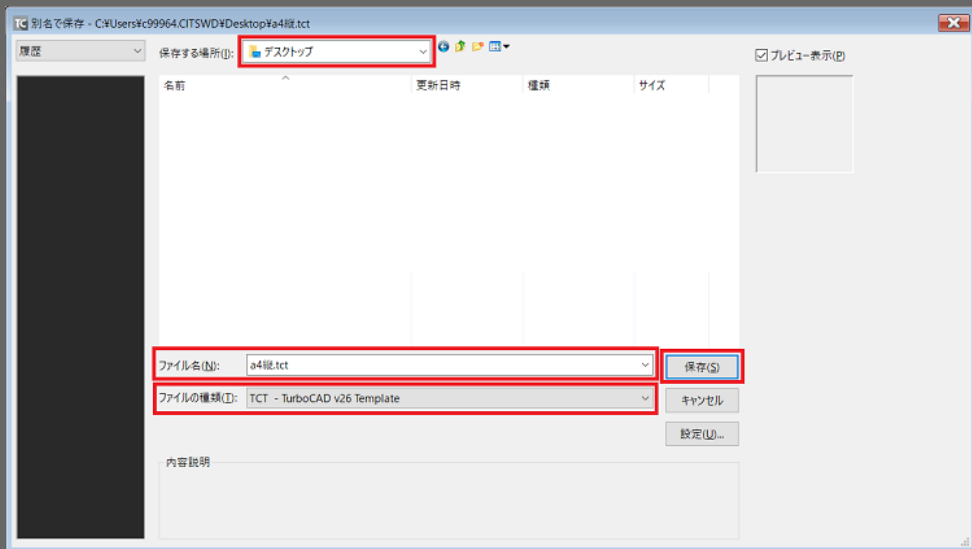 TC 別名で保存 - C:¥Users¥c99964.CITSWD¥Desktop¥a4縦.tct
履歴
保存する場所(I): デスクトップ
プレビュー表示(P)
名前 更新日時 種類 サイズ
ファイル名(N): a4縦.tct 保存(S)
ファイルの種類(T): TCT - TurboCAD v26 Template キャンセル
設定(U)...
内容説明